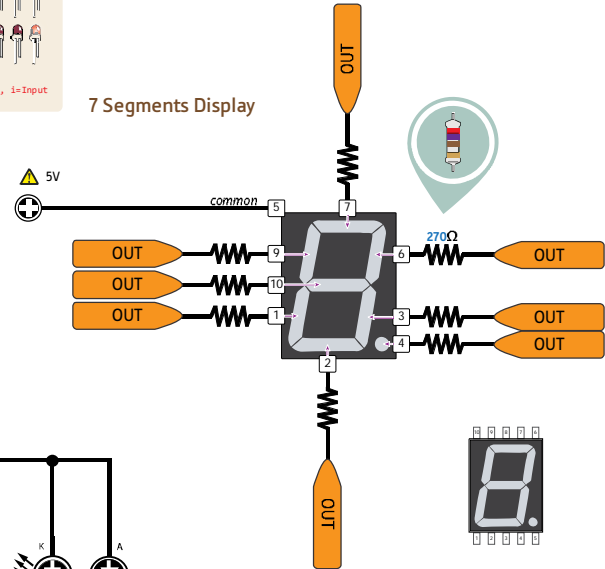 , i=Input
7 Segments Display
OUT
5V
common
5
7
270Ω
OUT
9
6
OUT
OUT
10
OUT
1
3
OUT
4
OUT
2
OUT
10 9 8 7 6
1 2 3 4 5
K
A